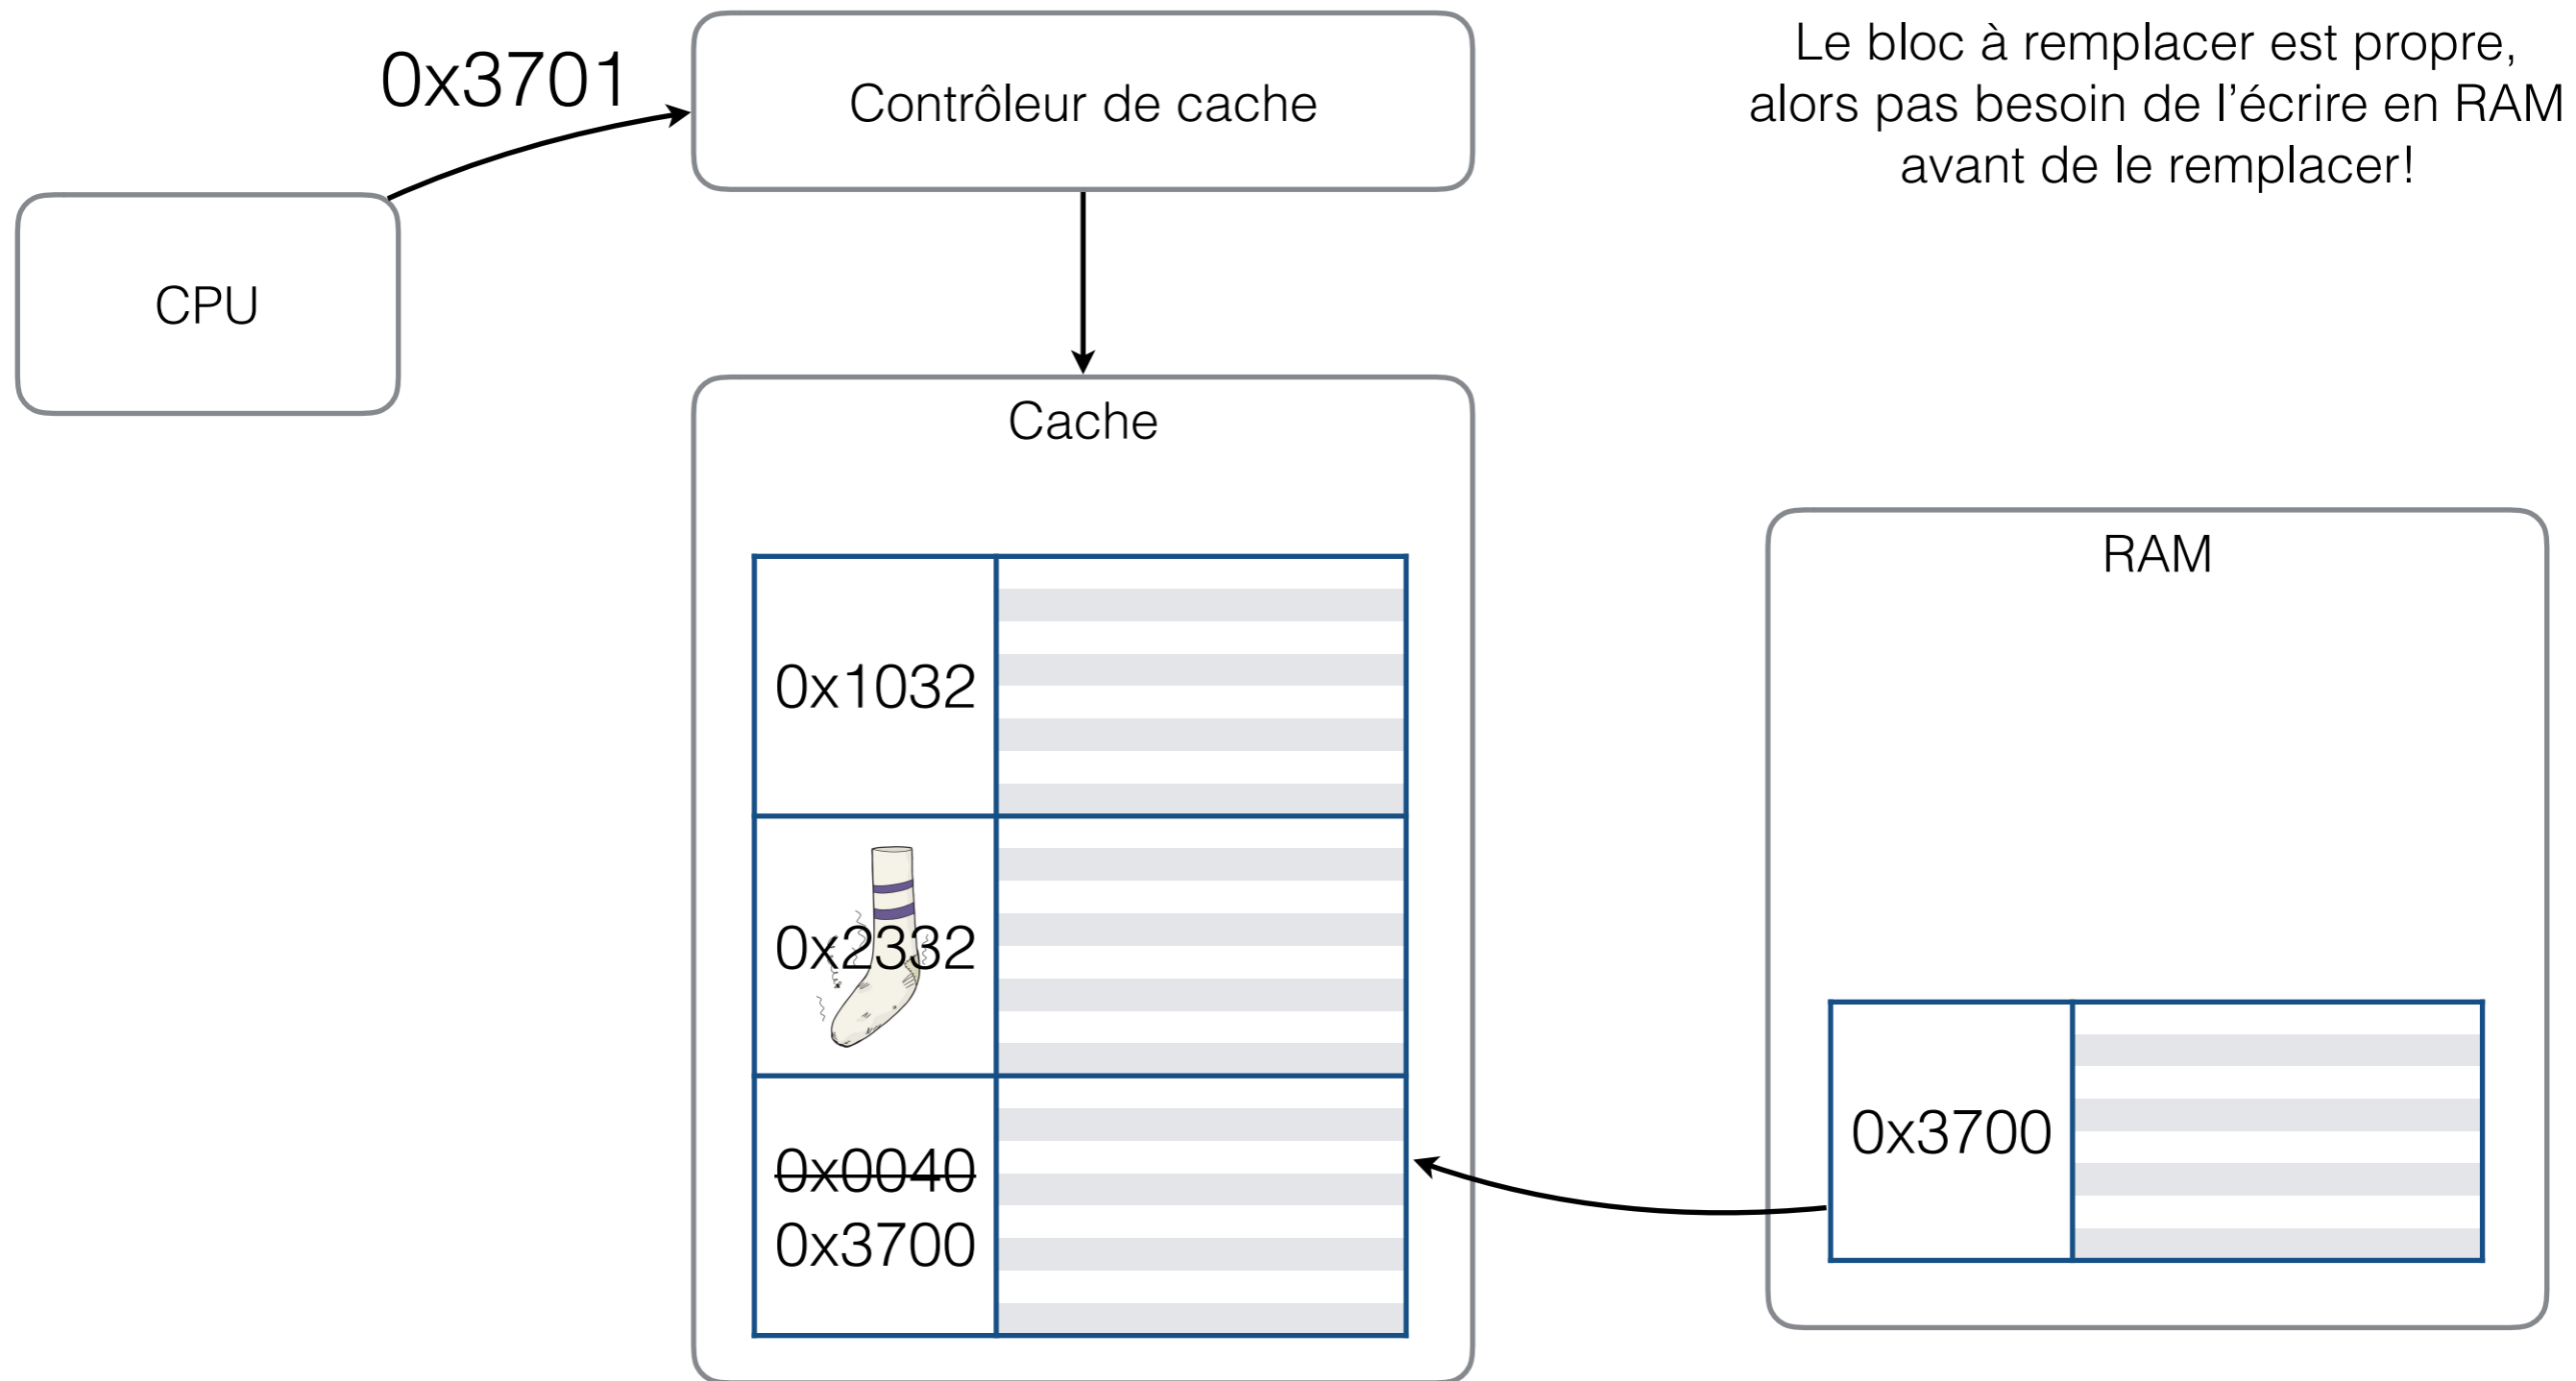 0x3701
Contrôleur de cache
Le bloc à remplacer est propre,
alors pas besoin de l’écrire en RAM
avant de le remplacer!
CPU
Cache
0x1032
0x2332
0x0040
0x3700
RAM
0x3700